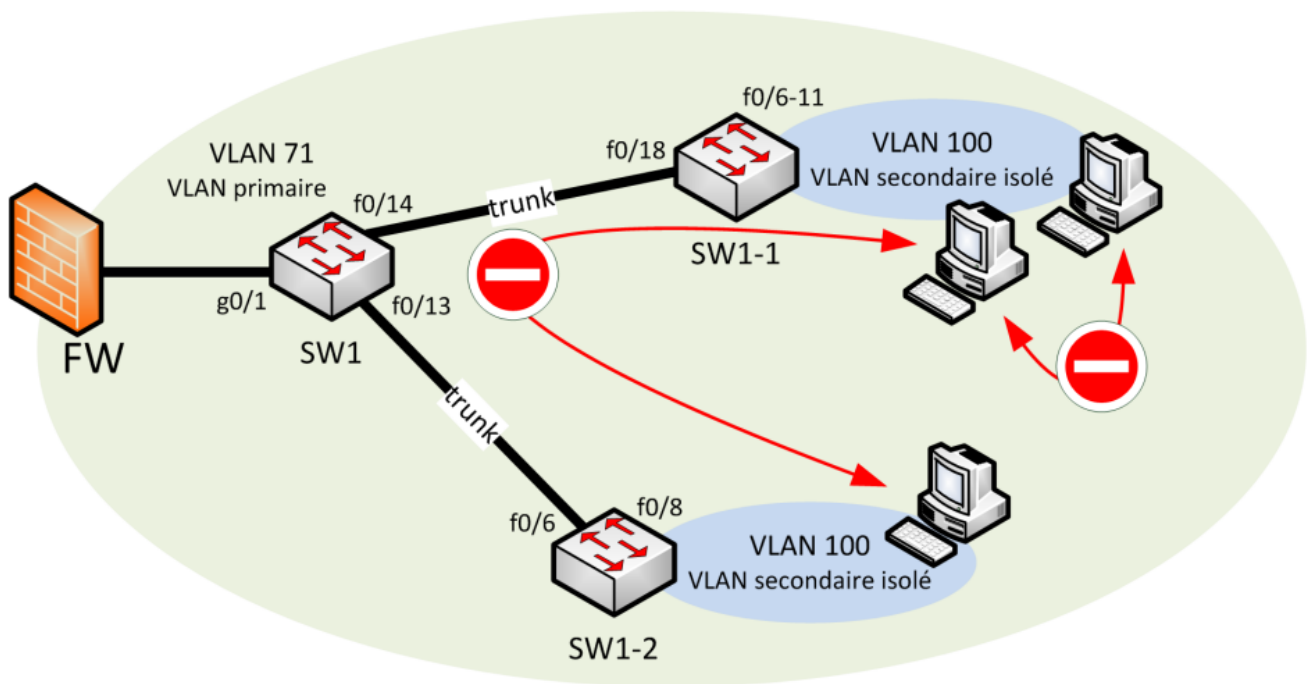 f0/6-11
VLAN 71
VLAN primaire
f0/18
VLAN 100
VLAN secondaire isolé
f0/14
trunk
SW1-1
g0/1
f0/13
FW
SW1
trunk
f0/6
f0/8
VLAN 100
VLAN secondaire isolé
SW1-2